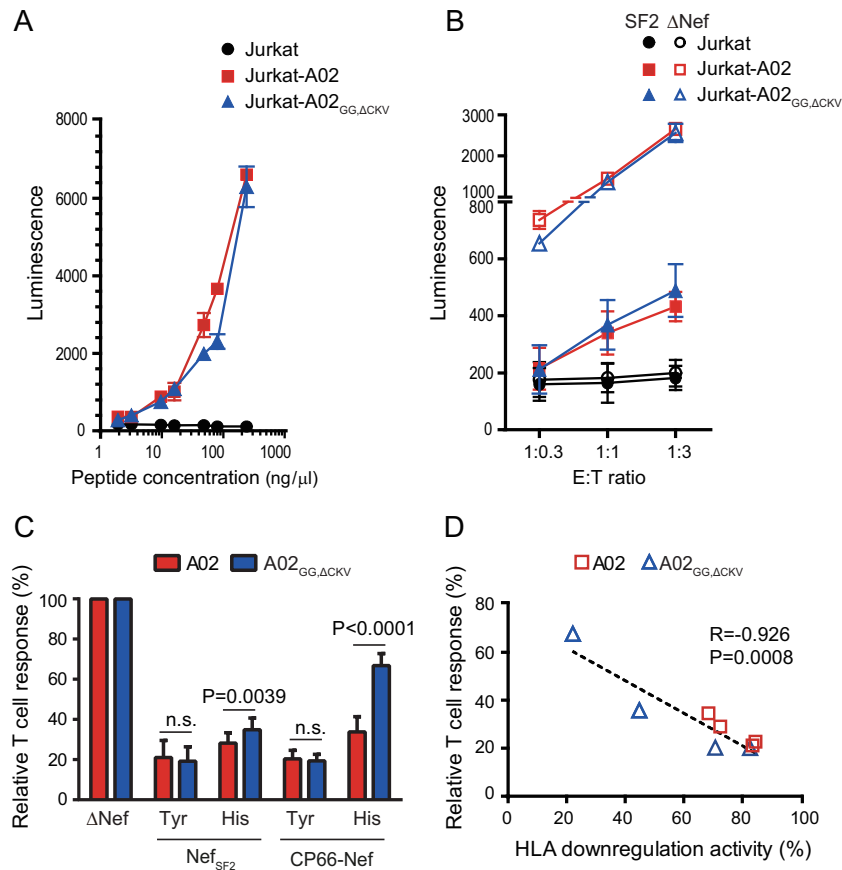 A
Jurkat
Jurkat-A02
Jurkat-A02GG,ΔCKV
8000
6000
4000
2000
0
Luminescence
1
10
100
1000
Peptide concentration (ng/μl)
B
SF2 ΔNef
Jurkat
Jurkat-A02
Jurkat-A02GG,ΔCKV
3000
2000
1000
800
600
400
200
0
Luminescence
1:0.3
1:1
1:3
E:T ratio
C
A02
A02GG,ΔCKV
100
80
60
40
20
0
Relative T cell response (%)
n.s.
P=0.0039
n.s.
P<0.0001
ΔNef
Tyr
His
Tyr
His
NefSF2
CP66-Nef
D
A02
A02GG,ΔCKV
80
60
40
20
0
Relative T cell response (%)
R=-0.926
P=0.0008
0
20
40
60
80
100
HLA downregulation activity (%)